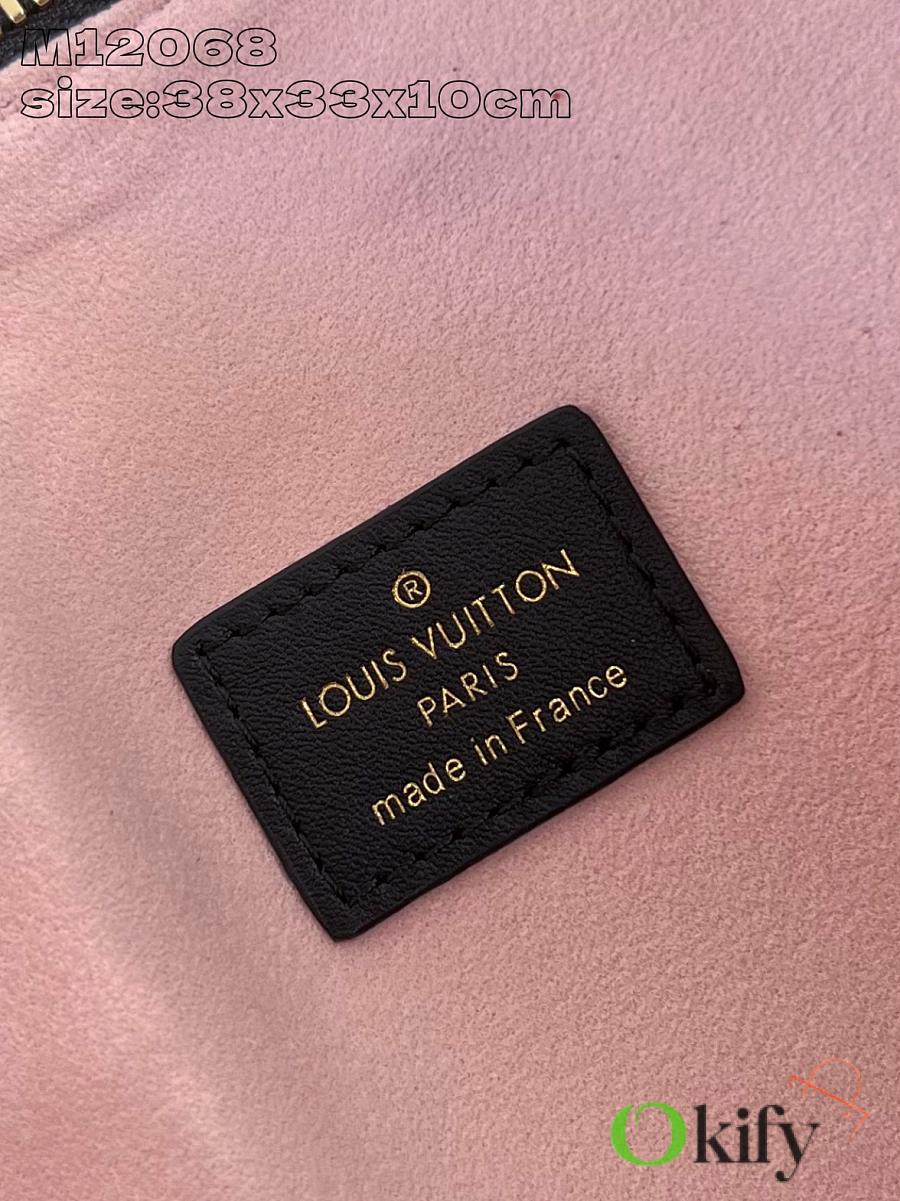 M12068
size:38x33x10cm
®
LOUIS VUITTON
PARIS
made in France
Okify